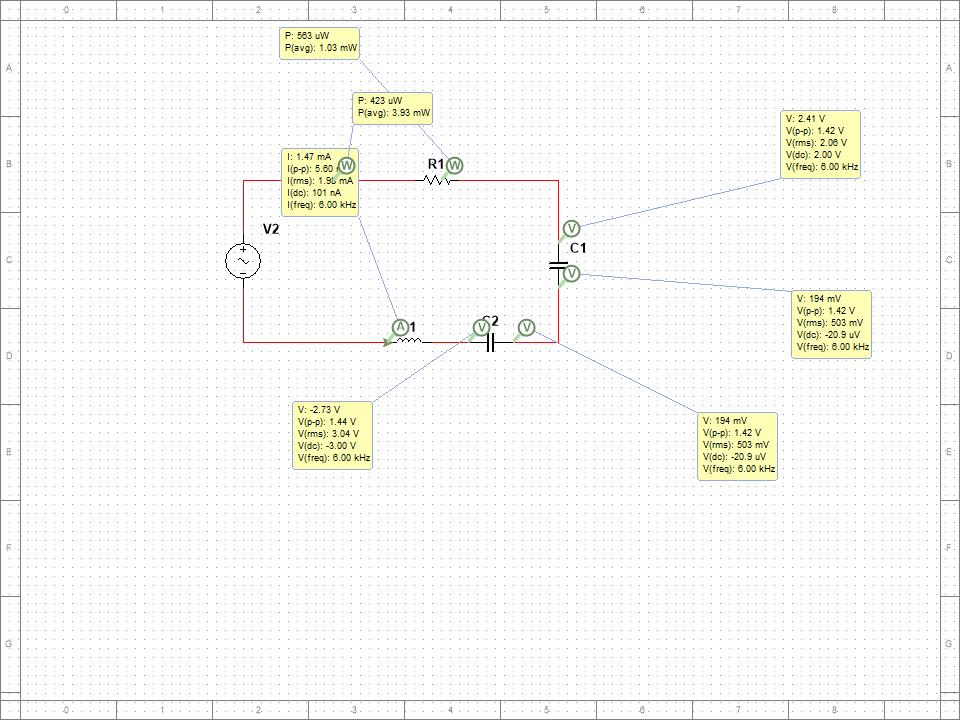 0 1 2 3 4 5 6 7 8
P: 563 uW
P(avg): 1.03 mW
A A
P: 423 uW
P(avg): 3.93 mW
V: 2.41 V
V(p-p): 1.42 V
V(rms): 2.06 V
V(dc): 2.00 V
V(freq): 6.00 kHz
B B
I: 1.47 mA
I(p-p): 5.60
I(rms): 1.98 mA
I(dc): 101 nA
I(freq): 6.00 kHz
W
R1
W
V2
V
C1
V
C C
V: 194 mV
V(p-p): 1.42 V
V(rms): 503 mV
V(dc): -20.9 uV
V(freq): 6.00 kHz
A
1
V
2
V
D D
V: -2.73 V
V(p-p): 1.44 V
V(rms): 3.04 V
V(dc): -3.00 V
V(freq): 6.00 kHz
V: 194 mV
V(p-p): 1.42 V
V(rms): 503 mV
V(dc): -20.9 uV
V(freq): 6.00 kHz
E E
F F
G G
0 1 2 3 4 5 6 7 8